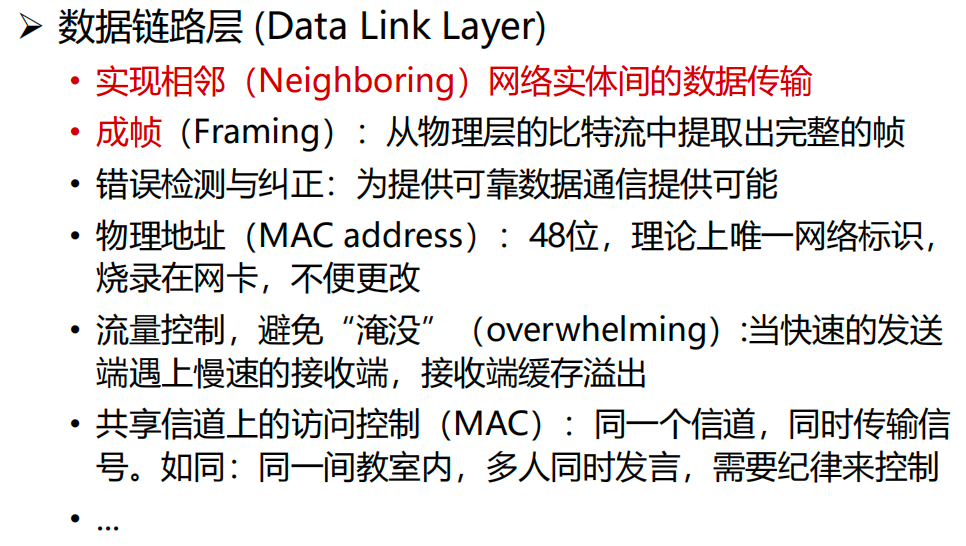 ➢ 数据链路层 (Data Link Layer)
• 实现相邻（Neighboring）网络实体间的数据传输
• 成帧（Framing）：从物理层的比特流中提取出完整的帧
• 错误检测与纠正：为提供可靠数据通信提供可能
• 物理地址（MAC address）：48位，理论上唯一网络标识，
烧录在网卡，不便更改
• 流量控制，避免“淹没”（overwhelming）:当快速的发送
端遇上慢速的接收端，接收端缓存溢出
• 共享信道上的访问控制（MAC）：同一个信道，同时传输信
号。如同：同一间教室内，多人同时发言，需要纪律来控制
• ...